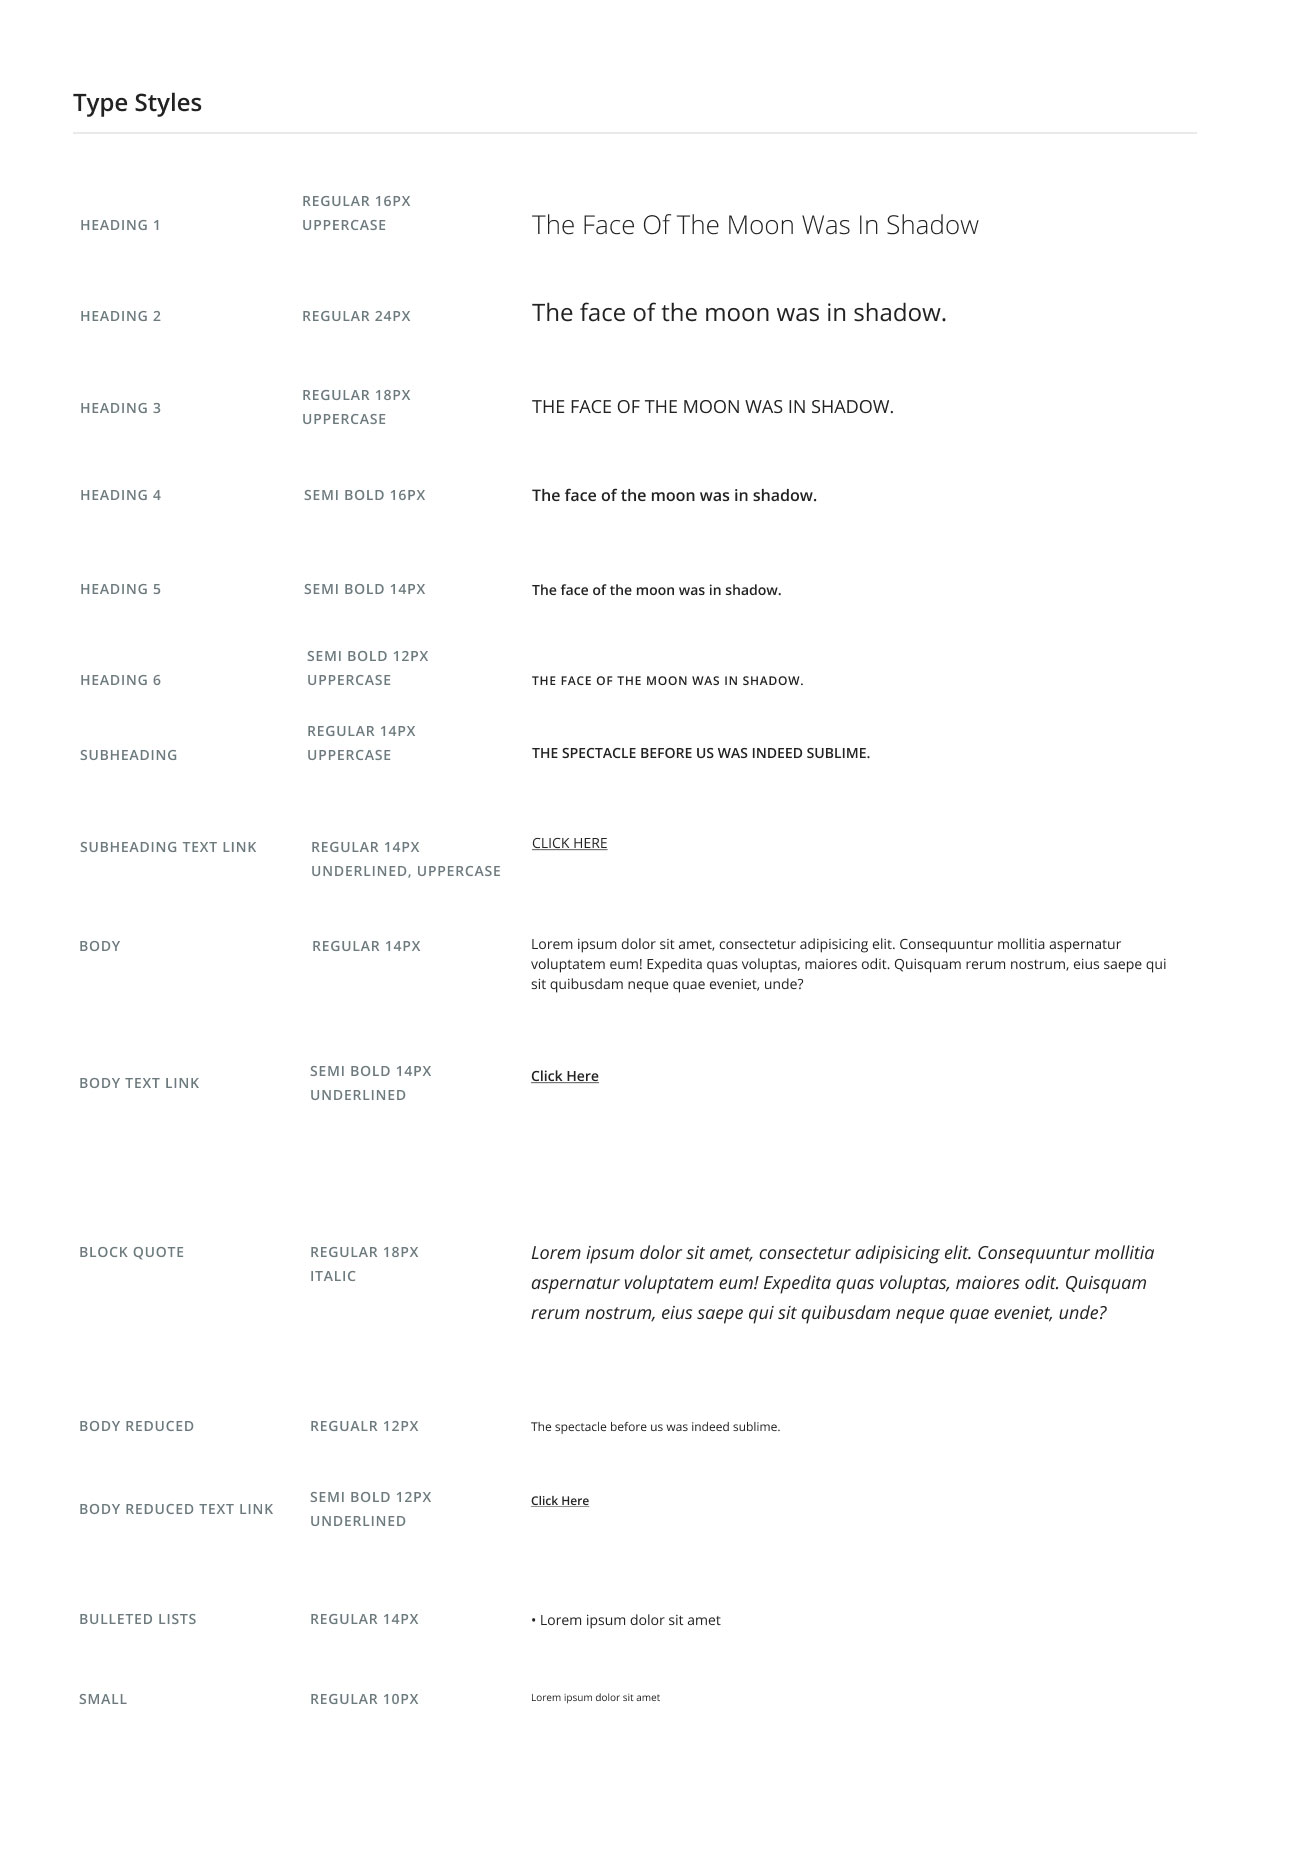 Type Styles
HEADING 1
REGULAR 16PX
UPPERCASE
The Face Of The Moon Was In Shadow
HEADING 2
REGULAR 24PX
The face of the moon was in shadow.
HEADING 3
REGULAR 18PX
UPPERCASE
THE FACE OF THE MOON WAS IN SHADOW.
HEADING 4
SEMI BOLD 16PX
The face of the moon was in shadow.
HEADING 5
SEMI BOLD 14PX
The face of the moon was in shadow.
HEADING 6
SEMI BOLD 12PX
UPPERCASE
THE FACE OF THE MOON WAS IN SHADOW.
SUBHEADING
REGULAR 14PX
UPPERCASE
THE SPECTACLE BEFORE US WAS INDEED SUBLIME.
SUBHEADING TEXT LINK
REGULAR 14PX
UNDERLINED, UPPERCASE
CLICK HERE
BODY
REGULAR 14PX
Lorem ipsum dolor sit amet, consectetur adipisicing elit. Consequuntur mollitia aspernatur
voluptatem eum! Expedita quas voluptas, maiores odit. Quisquam rerum nostrum, eius saepe qui
sit quibusdam neque quae eveniet, unde?
BODY TEXT LINK
SEMI BOLD 14PX
UNDERLINED
Click Here
BLOCK QUOTE
REGULAR 18PX
ITALIC
Lorem ipsum dolor sit amet, consectetur adipisicing elit. Consequuntur mollitia
aspernatur voluptatem eum! Expedita quas voluptas, maiores odit. Quisquam
rerum nostrum, eius saepe qui sit quibusdam neque quae eveniet, unde?
BODY REDUCED
REGUALR 12PX
The spectacle before us was indeed sublime.
BODY REDUCED TEXT LINK
SEMI BOLD 12PX
UNDERLINED
Click Here
BULLETED LISTS
REGULAR 14PX
• Lorem ipsum dolor sit amet
SMALL
REGULAR 10PX
Lorem ipsum dolor sit amet